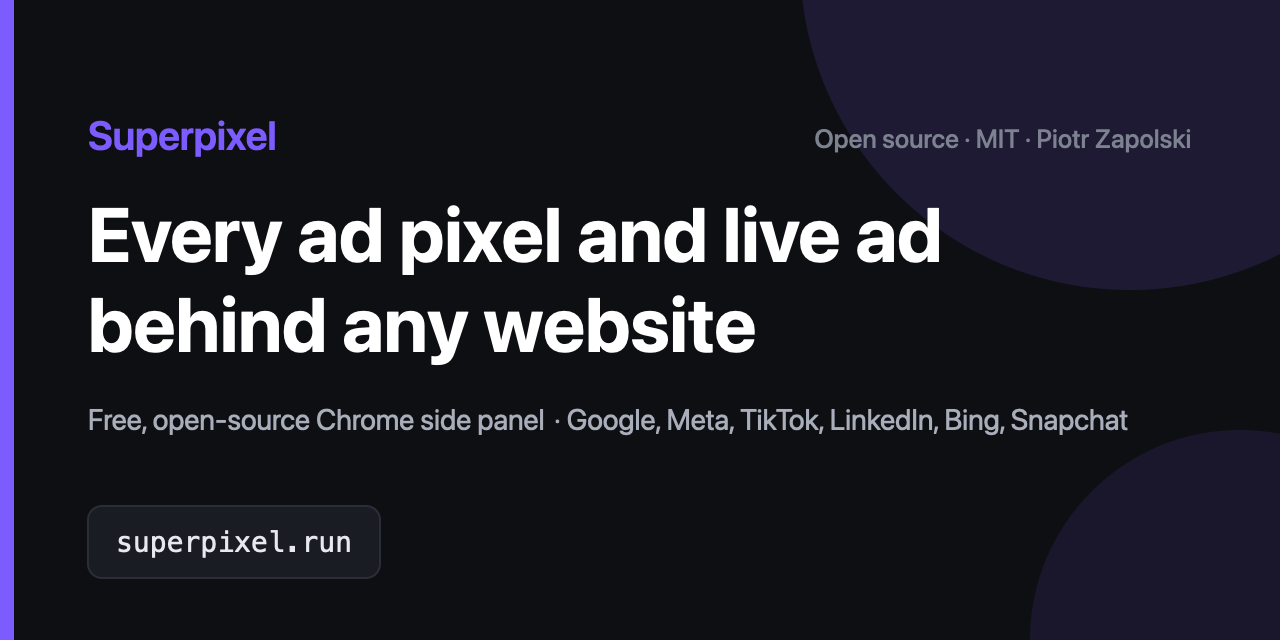 Superpixel
Open source · MIT · Piotr Zapolski
Every ad pixel and live ad
behind any website
Free, open-source Chrome side panel · Google, Meta, TikTok, LinkedIn, Bing, Snapchat
superpixel.run